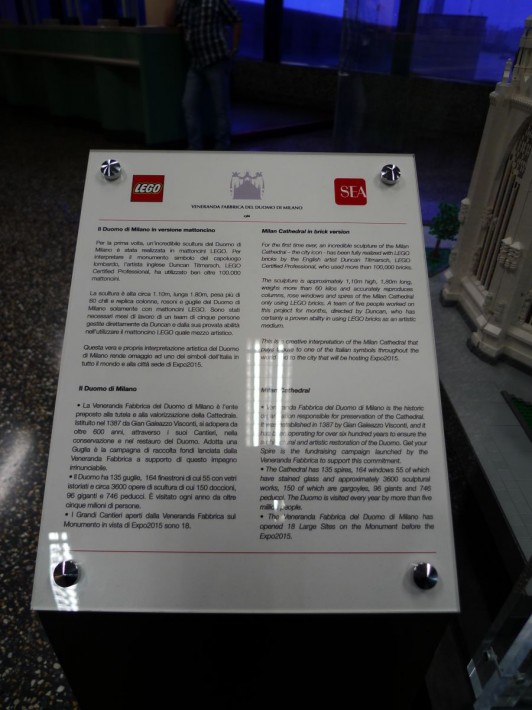 LEGO
SEA
VENERANDA FABBRICA DEL DUOMO DI MILANO
Il Duomo di Milano in versione mattoncino
Per la prima volta, un'incredibile scultura del Duomo di
Milano è stata realizzata in mattoncini LEGO. Per
interpretare il monumento simbolo del capoluogo
lombardo, l'artista inglese Duncan Titmarsch, LEGO
Certified Professional, ha utilizzato ben oltre 100.000
mattoncini.
La scultura è alta circa 1.10m, lunga 1.80m, pesa più di
60 chili e replica colonne, rosoni e guglie del Duomo di
Milano solamente con mattoncini LEGO. Sono stati
necessari mesi di lavoro di un team di cinque persone
gestite direttamente da Duncan e dalla sua provata abilità
nell'utilizzare il mattoncino LEGO quale mezzo artistico.
Questa vera e propria interpretazione artistica del Duomo
di Milano rende omaggio ad uno dei simboli dell'Italia in
tutto il mondo e alla città sede di Expo2015.
Il Duomo di Milano
• La Veneranda Fabbrica del Duomo di Milano è l'ente
preposto alla tutela e alla valorizzazione della Cattedrale.
Istituito nel 1387 da Gian Galeazzo Visconti, si adopera da
oltre 600 anni, attraverso i suoi Cantieri, nella
conservazione e nel restauro del Duomo. Adotta una
Guglia è la campagna di raccolta fondi lanciata dalla
Veneranda Fabbrica a supporto di questo impegno
irrinunciabile.
• Il Duomo ha 135 guglie, 164 finestroni di cui 55 con vetri
istoriati e circa 3600 opere di scultura di cui 150 doccioni,
96 giganti e 746 peducci. È visitato ogni anno da oltre
cinque milioni di persone.
• I Grandi Cantieri aperti dalla Veneranda Fabbrica sul
Monumento in vista di Expo2015 sono 18.
Milan Cathedral in brick version
For the first time ever, an incredible sculpture of the Milan
Cathedral – the city icon - has been fully realized with LEGO
bricks by the English artist Duncan Titmarsch, LEGO
Certified Professional, who used more than 100,000 bricks.
The sculpture is approximately 1,10m high, 1,80m long,
weighs more than 60 kilos and accurately reproduces
columns, rose windows and spires of the Milan Cathedral
only using LEGO bricks. A team of five people worked on
this project for months, directed by Duncan, who has
certainly a proven ability in using LEGO bricks as an artistic
medium.
This is a creative interpretation of the Milan Cathedral that
to one of the Italian symbols throughout the
to the city that will be hosting Expo2015.
Milan Cathedral
• Veneranda Fabbrica del Duomo di Milano is the historic
responsible for preservation of the Cathedral.
established in 1387 by Gian Galeazzo Visconti, and it
operating for over six hundred years to ensure the
and artistic restoration of the Duomo. Get your
Spire is the fundraising campaign launched by the
Veneranda Fabbrica to support this commitment.
• The Cathedral has 135 spires, 164 windows 55 of which
have stained glass and approximately 3600 sculptural
works, 150 of which are gargoyles, 96 giants and 746
peducci. The Duomo is visited every year by more than five
million people.
• The Veneranda Fabbrica del Duomo di Milano has
opened 18 Large Sites on the Monument before the
Expo2015.